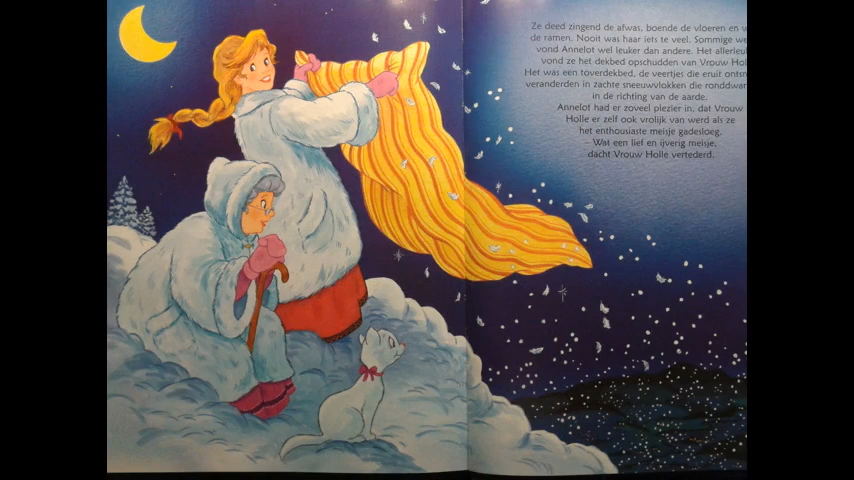 Ze deed zingend de afwas, boende de vloeren en
de ramen. Nooit was haar iets te veel. Sommige
vond Annelot wel leuker dan andere. Het
vond ze het dekbed opschudden van Vrouw
Het was een toverdekbed, de veertjes die eruit
veranderden in zachte sneeuwvlokken die
in de richting van de aarde.
Annelot had er zoveel plezier in, dat Vrouw
Holle er zelf ook vrolijk van werd als ze
het enthousiaste meisje gadesloeg.
– Wat een lief en ijverig meisje,
dacht Vrouw Holle vertederd.